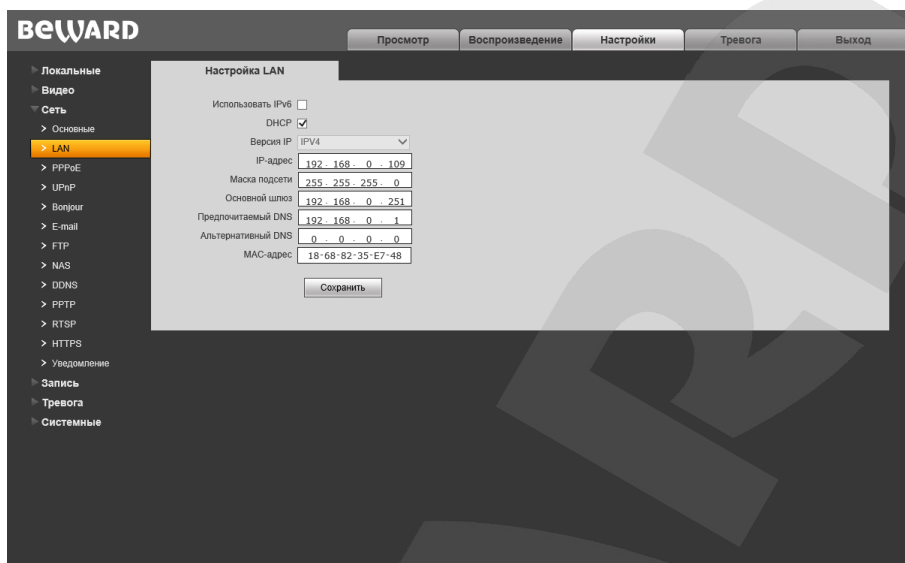 BEWARD
Просмотр Воспроизведение Настройки Тревога Выход
Локальные
Видео
Сеть
Основные
LAN
PPPoE
UPnP
Bonjour
E-mail
FTP
NAS
DDNS
PPTP
RTSP
HTTPS
Уведомление
Запись
Тревога
Системные
Настройка LAN
Использовать IPv6
DHCP
Версия IP IPV4
IP-адрес 192 . 168 . 0 . 109
Маска подсети 255 . 255 . 255 . 0
Основной шлюз 192 . 168 . 0 . 251
Предпочитаемый DNS 192 . 168 . 0 . 1
Альтернативный DNS 0 . 0 . 0 . 0
MAC-адрес 18-68-82-35-E7-48
Сохранить